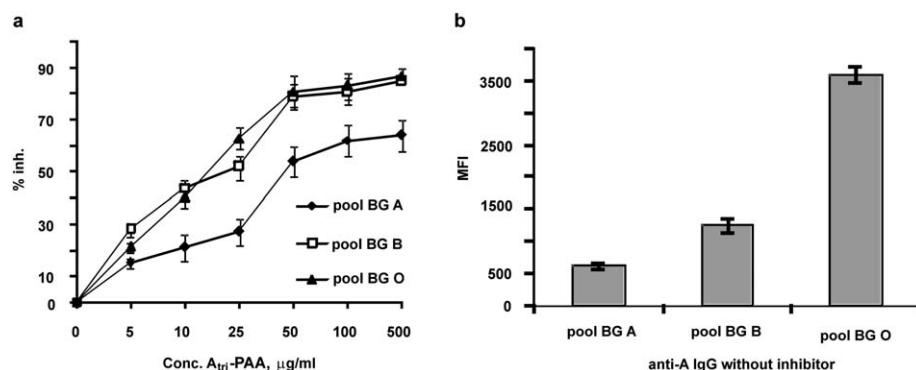 a
90
70
50
30
10
0
% inh.
pool BG A
pool BG B
pool BG O
0 5 10 25 50 100 500
Conc. Atri-PAA, µg/ml
b
3500
2500
1500
500
0
MFI
pool BG A pool BG B pool BG O
anti-A IgG without inhibitor